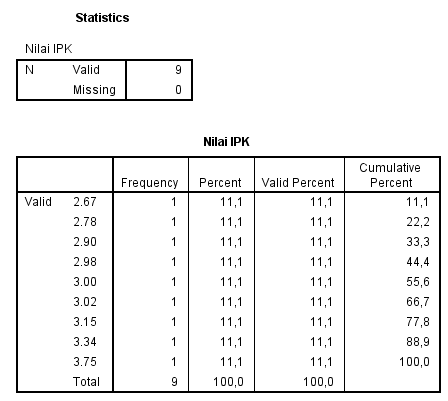 Statistics
Nilai IPK
N Valid 9
Missing 0
Nilai IPK
Frequency Percent Valid Percent Cumulative Percent
Valid 2.67 1 11,1 11,1 11,1
2.78 1 11,1 11,1 22,2
2.90 1 11,1 11,1 33,3
2.98 1 11,1 11,1 44,4
3.00 1 11,1 11,1 55,6
3.02 1 11,1 11,1 66,7
3.15 1 11,1 11,1 77,8
3.34 1 11,1 11,1 88,9
3.75 1 11,1 11,1 100,0
Total 9 100,0 100,0